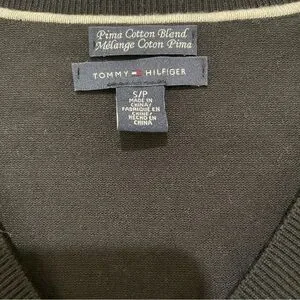 Pima Cotton Blend
Mélange Coton Pima
TOMMY HILFIGER
S/P
MADE IN
CHINA/
FABRIQUÉ EN
CHINE/
HECHO EN
CHINA